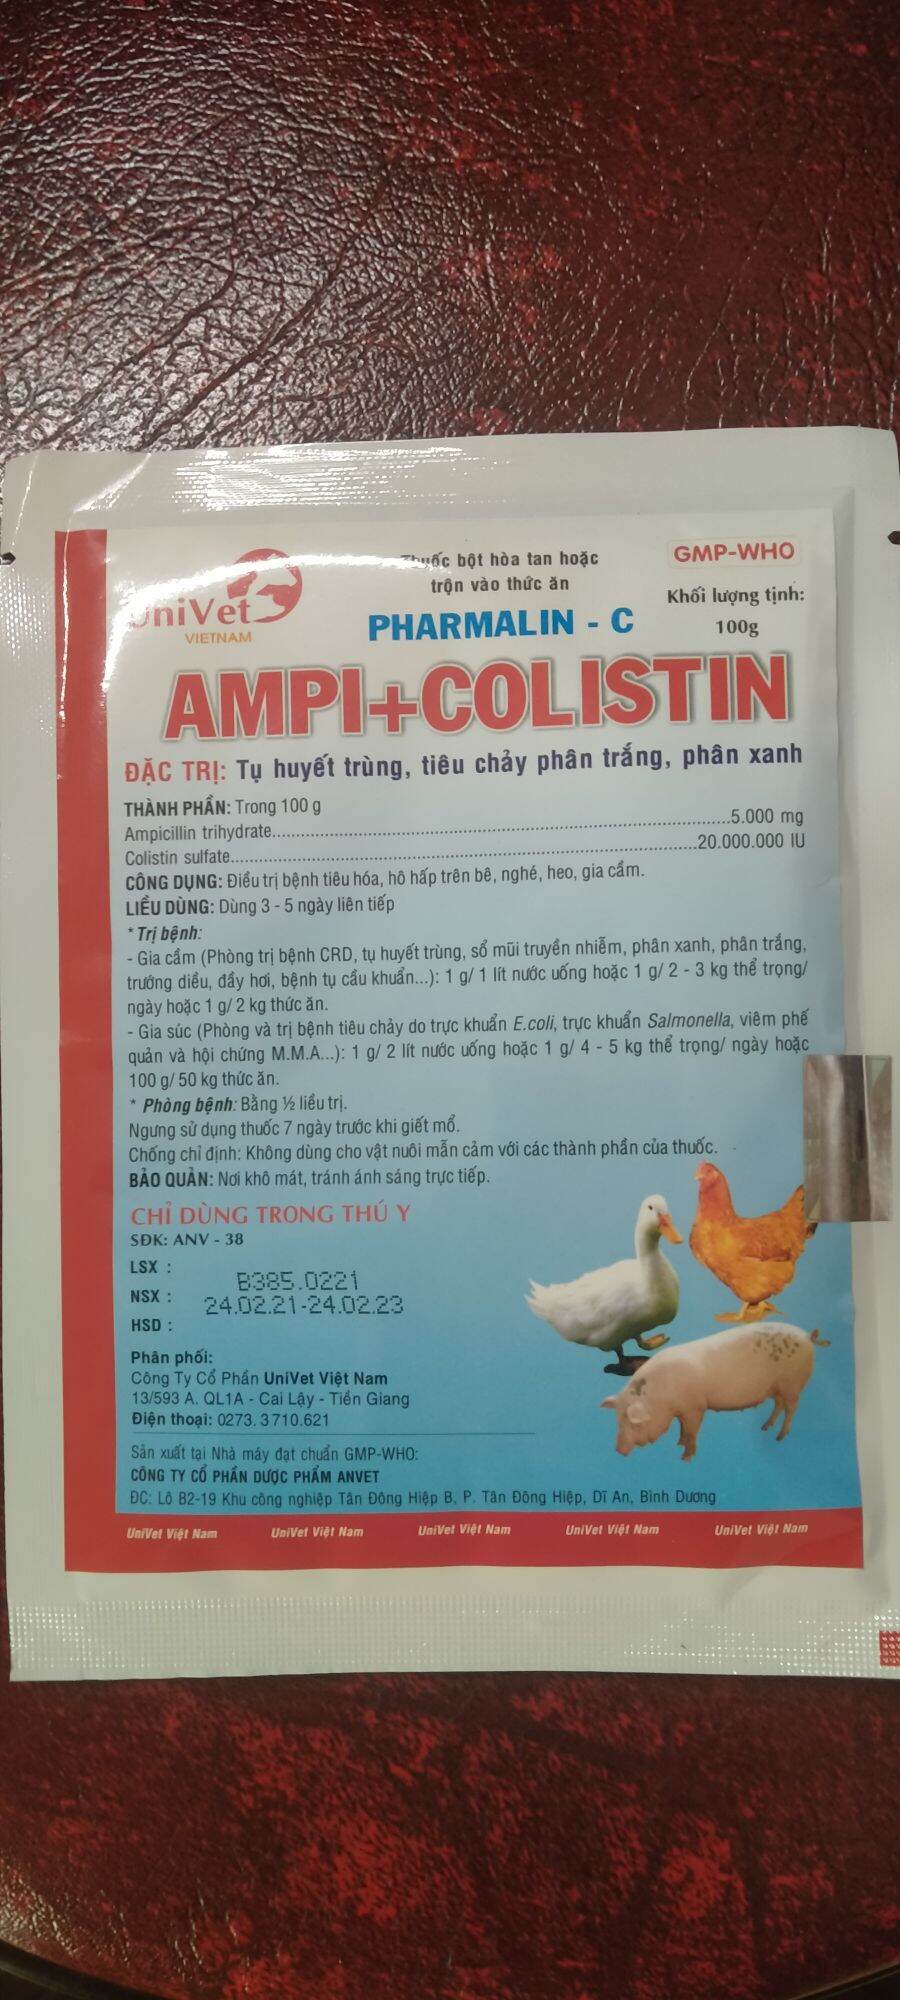 UniVet
VIETNAM
Thuốc bột hòa tan hoặc
trộn vào thức ăn
GMP-WHO
Khối lượng tịnh:
100g
PHARMALIN - C
AMPI+COLISTIN
ĐẶC TRỊ: Tụ huyết trùng, tiêu chảy phân trắng, phân xanh
THÀNH PHẦN: Trong 100 g
Ampicillin trihydrate.....5.000 mg
Colistin sulfate.....20.000.000 IU
CÔNG DỤNG: Điều trị bệnh tiêu hóa, hô hấp trên bê, nghé, heo, gia cầm.
LIỀU DÙNG: Dùng 3 - 5 ngày liên tiếp
* Trị bệnh:
- Gia cầm (Phòng trị bệnh CRD, tụ huyết trùng, sổ mũi truyền nhiễm, phân xanh, phân trắng,
trướng diều, đầy hơi, bệnh tụ cầu khuẩn...): 1 g/ 1 lít nước uống hoặc 1 g/ 2 - 3 kg thể trọng/
ngày hoặc 1 g/ 2 kg thức ăn.
- Gia súc (Phòng và trị bệnh tiêu chảy do trực khuẩn E.coli, trực khuẩn Salmonella, viêm phế
quản và hội chứng M.M.A...): 1 g/ 2 lít nước uống hoặc 1 g/ 4 - 5 kg thể trọng/ ngày hoặc
100 g/ 50 kg thức ăn.
* Phòng bệnh: Bằng ½ liều trị.
Ngưng sử dụng thuốc 7 ngày trước khi giết mổ.
Chống chỉ định: Không dùng cho vật nuôi mẫn cảm với các thành phần của thuốc.
BẢO QUẢN: Nơi khô mát, tránh ánh sáng trực tiếp.
CHỈ DÙNG TRONG THÚ Y
SĐK: ANV - 38
LSX :
B385.0221
NSX :
24.02.21-24.02.23
HSD :
Phân phối:
Công Ty Cổ Phần UniVet Việt Nam
13/593 A. QL1A - Cai Lậy - Tiền Giang
Điện thoại: 0273. 3 710.621
Sản xuất tại Nhà máy đạt chuẩn GMP-WHO:
CÔNG TY CỔ PHẦN DƯỢC PHẨM ANVET
ĐC: Lô B2-19 Khu công nghiệp Tân Đông Hiệp B, P. Tân Đông Hiệp, Dĩ An, Bình Dương
UniVet Việt Nam UniVet Việt Nam UniVet Việt Nam UniVet Việt Nam UniVet Việt Nam